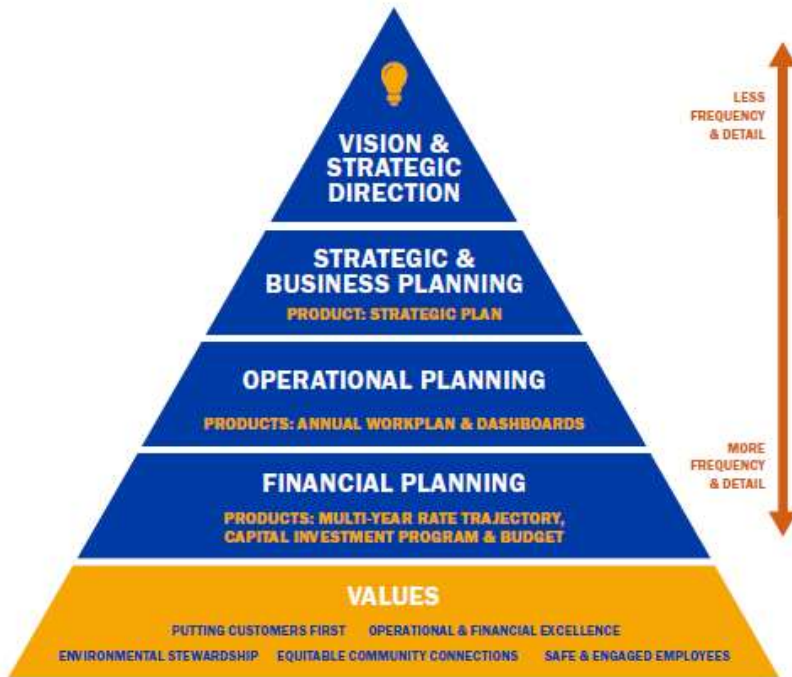 VISION &
STRATEGIC
DIRECTION
LESS
FREQUENCY
& DETAIL
STRATEGIC &
BUSINESS PLANNING
PRODUCT: STRATEGIC PLAN
OPERATIONAL PLANNING
PRODUCTS: ANNUAL WORKPLAN & DASHBOARDS
MORE
FREQUENCY
& DETAIL
FINANCIAL PLANNING
PRODUCTS: MULTI-YEAR RATE TRAJECTORY,
CAPITAL INVESTMENT PROGRAM & BUDGET
VALUES
PUTTING CUSTOMERS FIRST OPERATIONAL & FINANCIAL EXCELLENCE
ENVIRONMENTAL STEWARDSHIP EQUITABLE COMMUNITY CONNECTIONS SAFE & ENGAGED EMPLOYEES